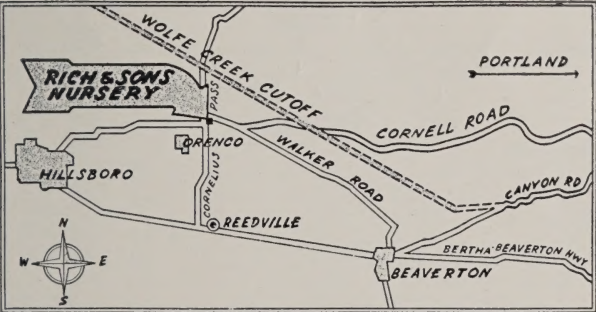 WOLFE CREEK CUTOFF
PORTLAND
RICH & SONS
NURSERY
PASS
CORNELL ROAD
ORENCO
WALKER ROAD
HILLSBORO
CORNELIUS
CANYON RD
REEDVILLE
N
W E
S
BERTHA-BEAVERTON HWY
BEAVERTON